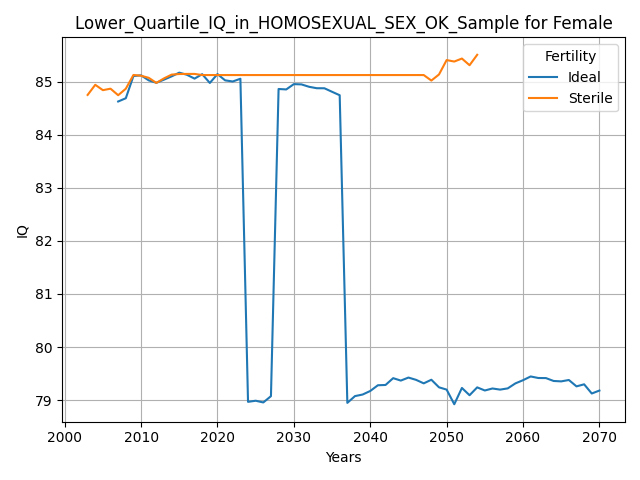 Lower_Quartile_IQ_in_HOMOSEXUAL_SEX_OK_Sample for Female
Fertility
Ideal
Sterile
85
84
83
82
81
80
79
IQ
2000 2010 2020 2030 2040 2050 2060 2070
Years